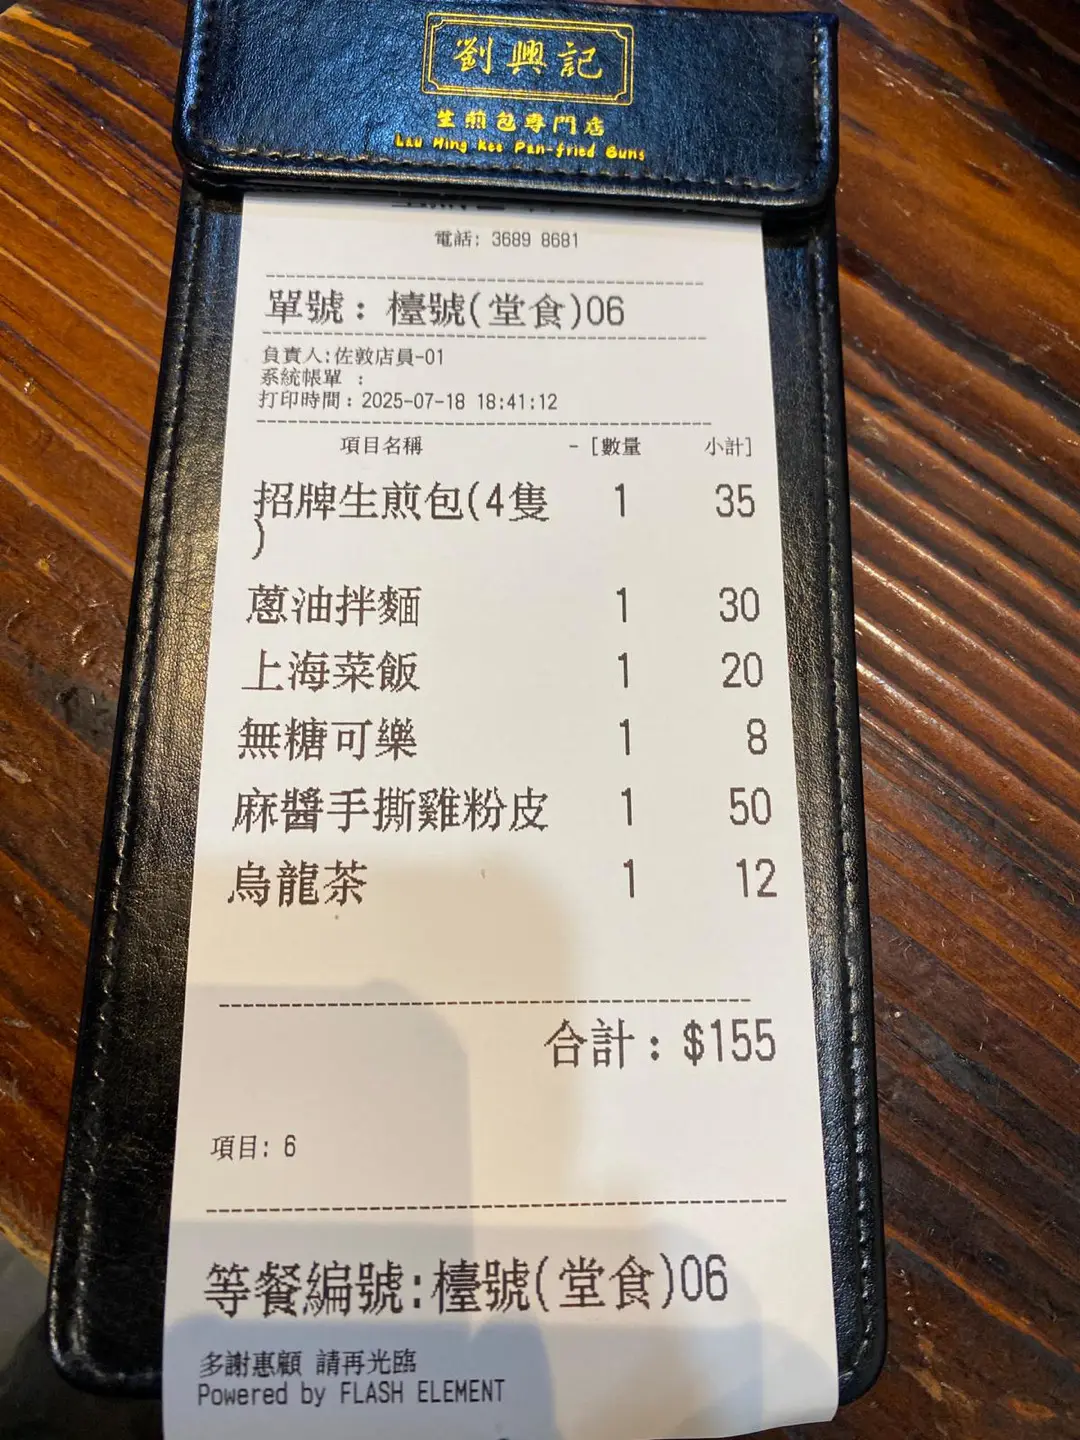 劉興記
生煎包專門店
Lau Hing Kee Pan-fried Buns
電話: 3689 8681
單號: 檯號(堂食)06
負責人:佐敦店員-01
系統帳單 :
打印時間: 2025-07-18 18:41:12
項目名稱 - [數量 小計]
招牌生煎包(4隻 1 35
)
蔥油拌麵 1 30
上海菜飯 1 20
無糖可樂 1 8
麻醬手撕雞粉皮 1 50
烏龍茶 1 12
合計: $155
項目: 6
等餐編號:檯號(堂食)06
多謝惠顧 請再光臨
Powered by FLASH ELEMENT